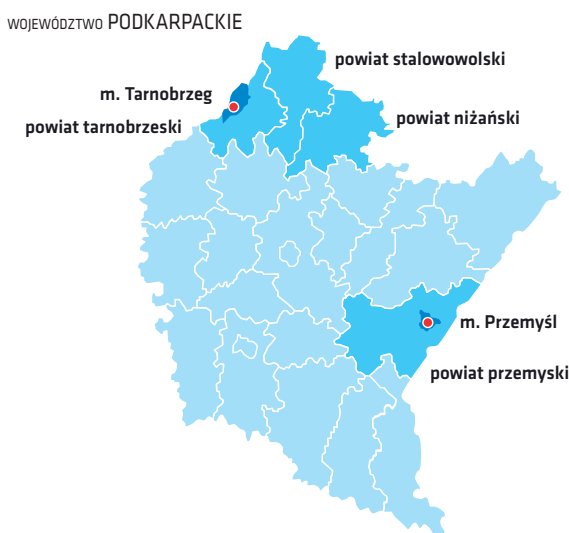 WOJEWÓDZTWO PODKARPACKIE
powiat stalowowolski
m. Tarnobrzeg
powiat niżański
powiat tarnobrzeski
m. Przemyśl
powiat przemyski